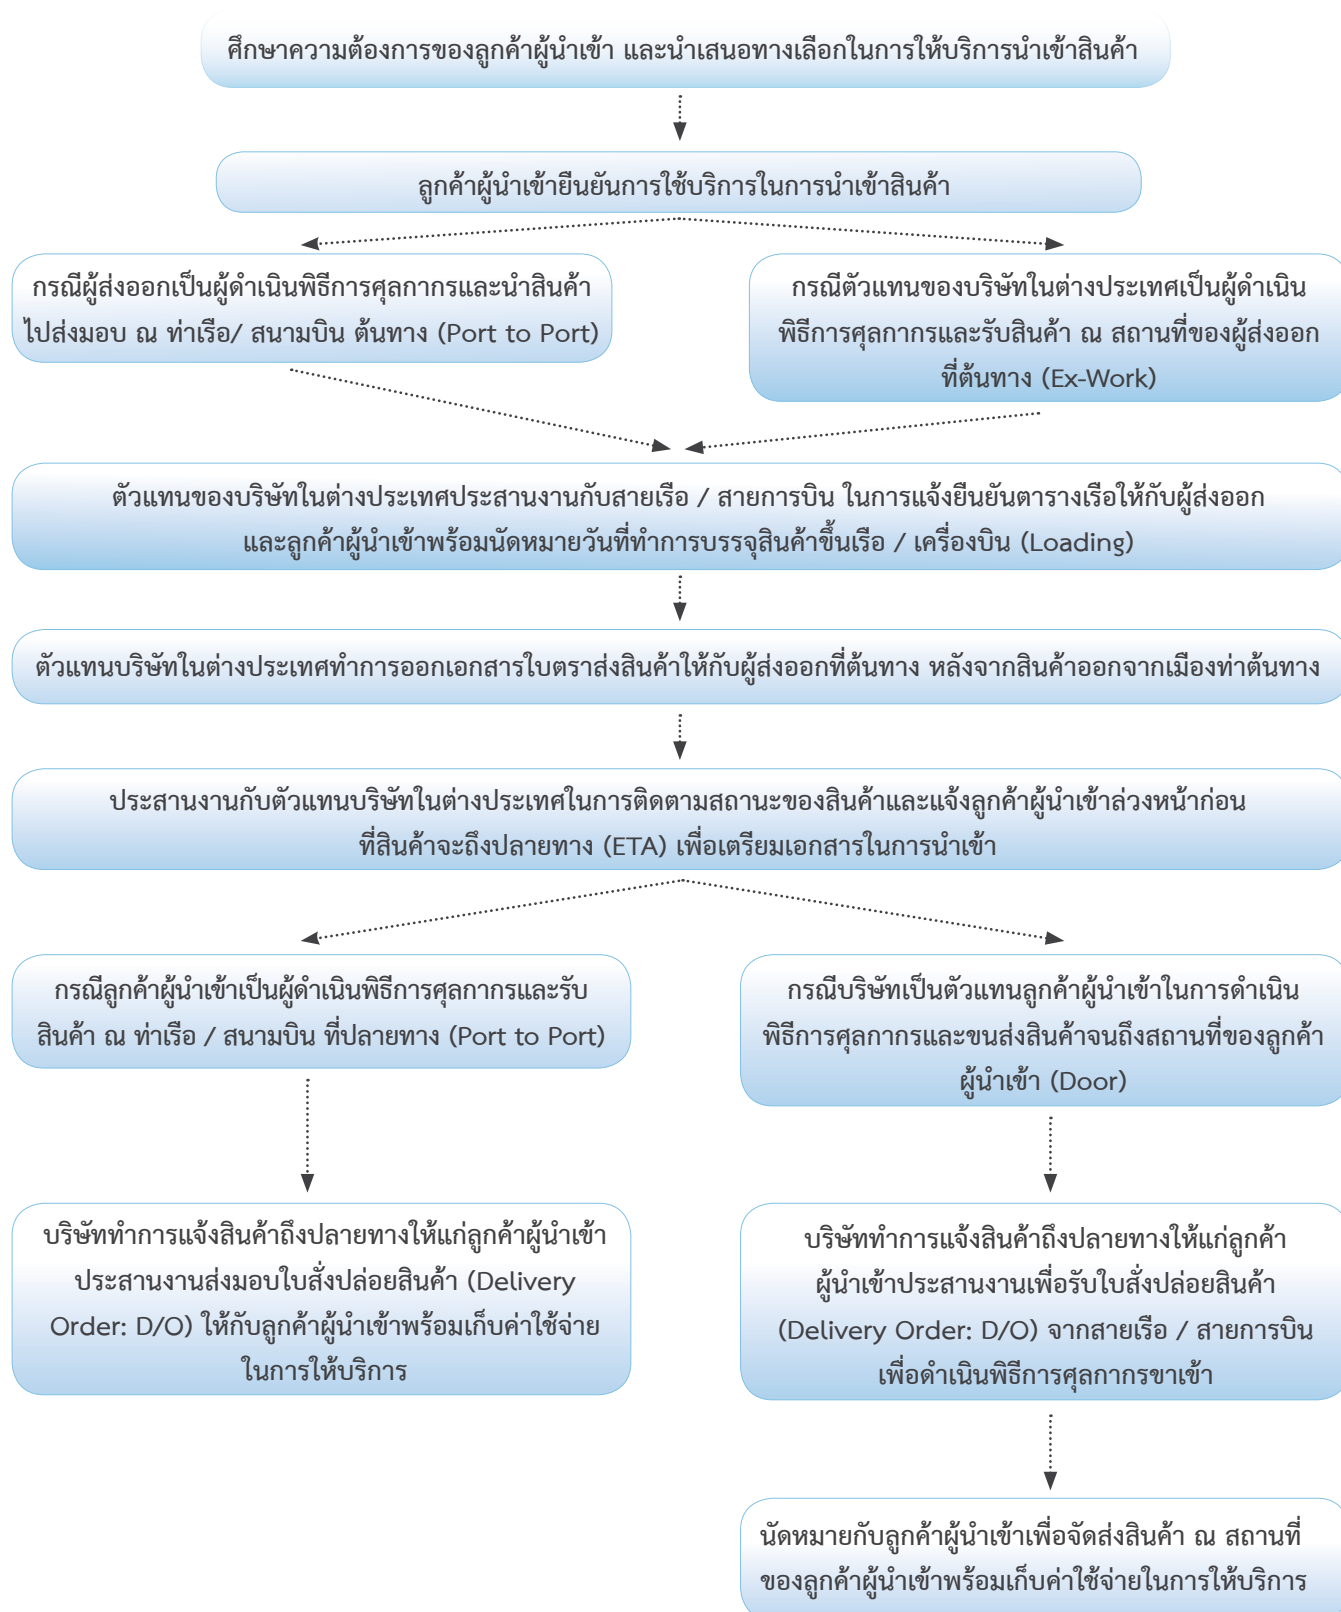 ศึกษาความต้องการของลูกค้าผู้นำเข้า และนำเสนอทางเลือกในการให้บริการนำเข้าสินค้า
ลูกค้าผู้นำเข้ายืนยันการใช้บริการในการนำเข้าสินค้า
กรณีผู้ส่งออกเป็นผู้ดำเนินพิธีการศุลกากรและนำสินค้า
ไปส่งมอบ ณ ท่าเรือ/ สนามบิน ต้นทาง (Port to Port)
กรณีตัวแทนของบริษัทในต่างประเทศเป็นผู้ดำเนิน
พิธีการศุลกากรและรับสินค้า ณ สถานที่ของผู้ส่งออก
ที่ต้นทาง (Ex-Work)
ตัวแทนของบริษัทในต่างประเทศประสานงานกับสายเรือ / สายการบิน ในการแจ้งยืนยันตารางเรือให้กับผู้ส่งออก
และลูกค้าผู้นำเข้าพร้อมนัดหมายวันที่ทำการบรรจุสินค้าขึ้นเรือ / เครื่องบิน (Loading)
ตัวแทนบริษัทในต่างประเทศทำการออกเอกสารใบตราส่งสินค้าให้กับผู้ส่งออกที่ต้นทาง หลังจากสินค้าออกจากเมืองท่าต้นทาง
ประสานงานกับตัวแทนบริษัทในต่างประเทศในการติดตามสถานะของสินค้าและแจ้งลูกค้าผู้นำเข้าล่วงหน้าก่อน
ที่สินค้าจะถึงปลายทาง (ETA) เพื่อเตรียมเอกสารในการนำเข้า
กรณีลูกค้าผู้นำเข้าเป็นผู้ดำเนินพิธีการศุลกากรและรับ
สินค้า ณ ท่าเรือ / สนามบิน ที่ปลายทาง (Port to Port)
กรณีบริษัทเป็นตัวแทนลูกค้าผู้นำเข้าในการดำเนิน
พิธีการศุลกากรและขนส่งสินค้าจนถึงสถานที่ของลูกค้า
ผู้นำเข้า (Door)
บริษัททำการแจ้งสินค้าถึงปลายทางให้แก่ลูกค้าผู้นำเข้า
ประสานงานส่งมอบใบสั่งปล่อยสินค้า (Delivery
Order: D/O) ให้กับลูกค้าผู้นำเข้าพร้อมเก็บค่าใช้จ่าย
ในการให้บริการ
บริษัททำการแจ้งสินค้าถึงปลายทางให้แก่ลูกค้า
ผู้นำเข้าประสานงานเพื่อรับใบสั่งปล่อยสินค้า
(Delivery Order: D/O) จากสายเรือ / สายการบิน
เพื่อดำเนินพิธีการศุลกากรขาเข้า
นัดหมายกับลูกค้าผู้นำเข้าเพื่อจัดส่งสินค้า ณ สถานที่
ของลูกค้าผู้นำเข้าพร้อมเก็บค่าใช้จ่ายในการให้บริการ